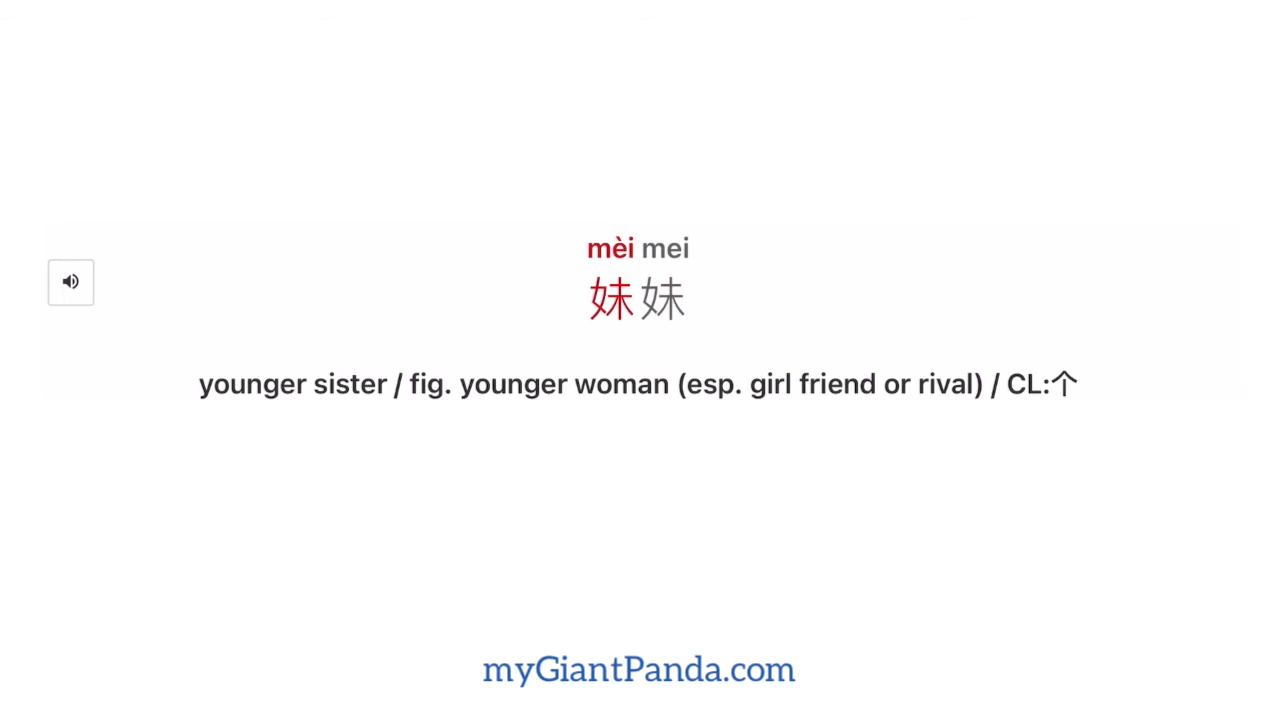 mèi mei
妹妹
younger sister / fig. younger woman (esp. girl friend or rival) / CL:个
myGiantPanda.com